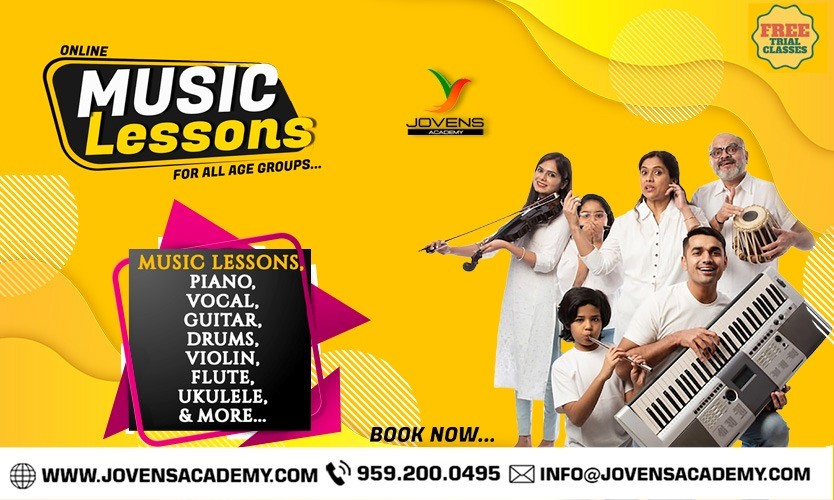 ONLINE
MUSIC
Lessons
FOR ALL AGE GROUPS...
FREE
TRIAL
CLASSES
JOVENS
ACADEMY
MUSIC LESSONS,
PIANO,
VOCAL,
GUITAR,
DRUMS,
VIOLIN,
FLUTE,
UKULELE,
& MORE...
BOOK NOW...
WWW.JOVENSACADEMY.COM 959.200.0495 INFO@JOVENSACADEMY.COM